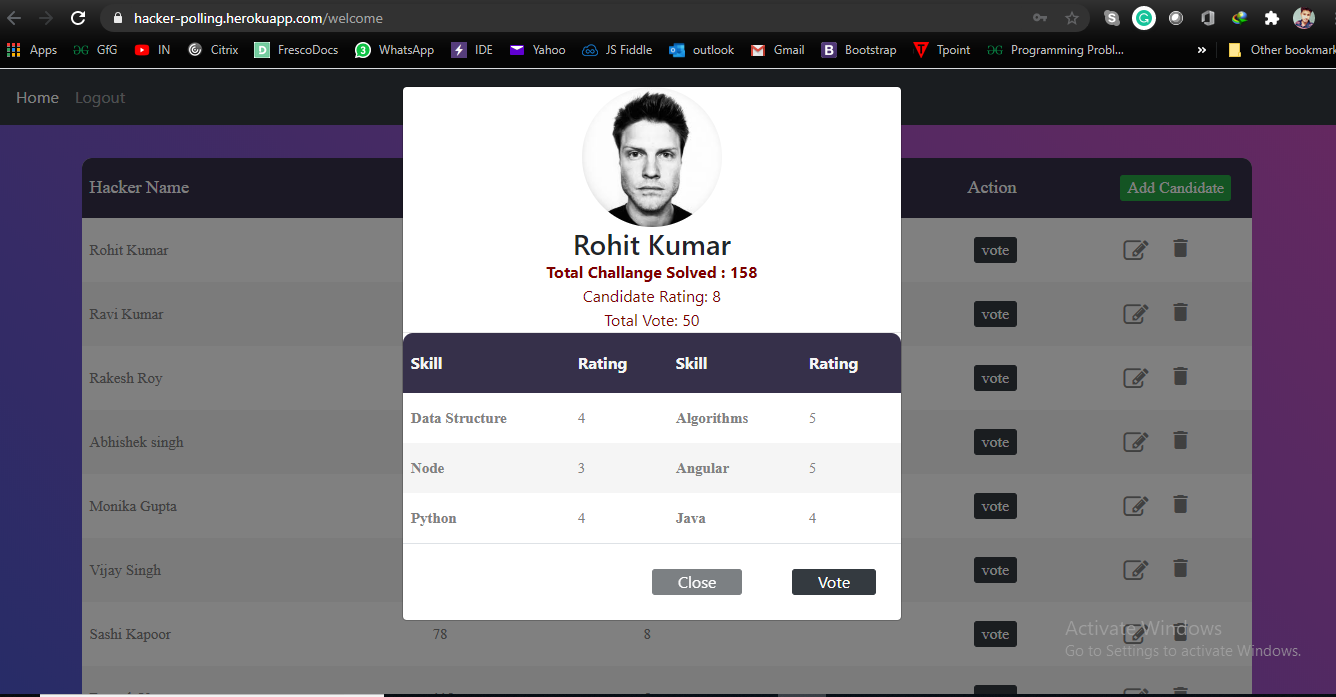 hacker-polling.herokuapp.com/welcome
Apps GfG IN Citrix FrescoDocs WhatsApp IDE Yahoo JS Fiddle outlook Gmail Bootstrap Tpoint Programming Probl... » Other bookmark
Home Logout
Hacker Name Action Add Candidate
Rohit Kumar vote
Ravi Kumar vote
Rakesh Roy vote
Abhishek singh vote
Monika Gupta vote
Vijay Singh vote
Sashi Kapoor 78 8 vote
Rohit Kumar
Total Challange Solved : 158
Candidate Rating: 8
Total Vote: 50
Skill Rating Skill Rating
Data Structure 4 Algorithms 5
Node 3 Angular 5
Python 4 Java 4
Close Vote
Activate Windows
Go to Settings to activate Windows.